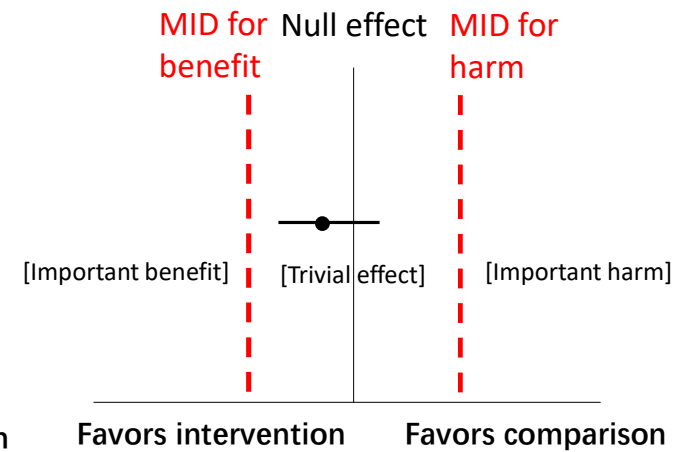 MID for
benefit
Null effect
MID for
harm
[Important benefit]
[Trivial effect]
[Important harm]
n
Favors intervention
Favors comparison